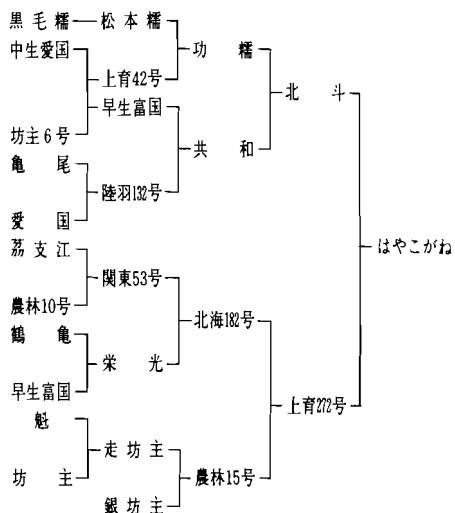 黒毛糯 松本糯
中生愛国 功糯
上育42号 北斗
早生富国
坊主6号 共和
亀尾
陸羽132号
愛国 はやこがね
茘支江
関東53号
農林10号 北海182号
鶴亀
栄光 上育272号
早生富国
魁
走坊主
坊主 農林15号
銀坊主